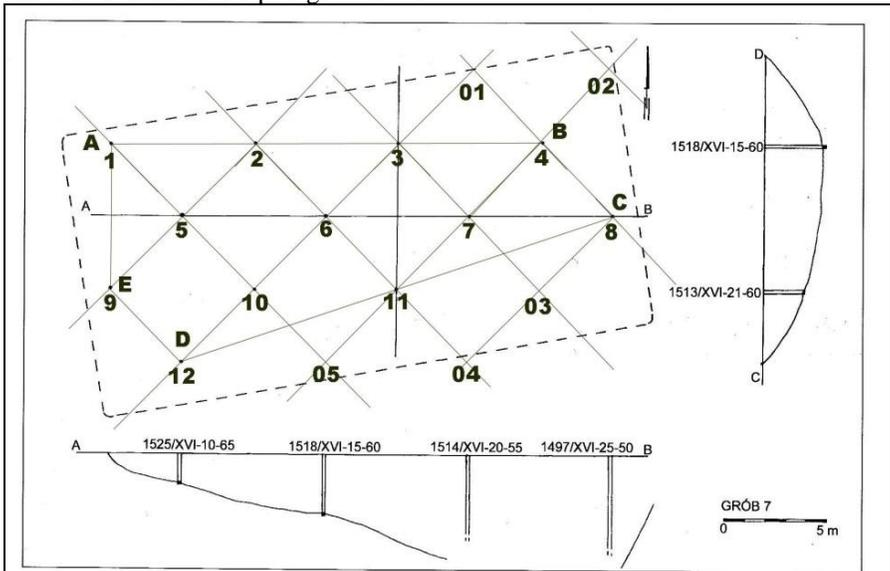 01
02
A
B
1
2
3
4
A
C
B
5
6
7
8
E
9
10
11
03
D
12
05
04
D
1518/XVI-15-60
1513/XVI-21-60
C
A
1525/XVI-10-65
1518/XVI-15-60
1514/XVI-20-55
1497/XVI-25-50
B
GRÓB 7
0
5 m